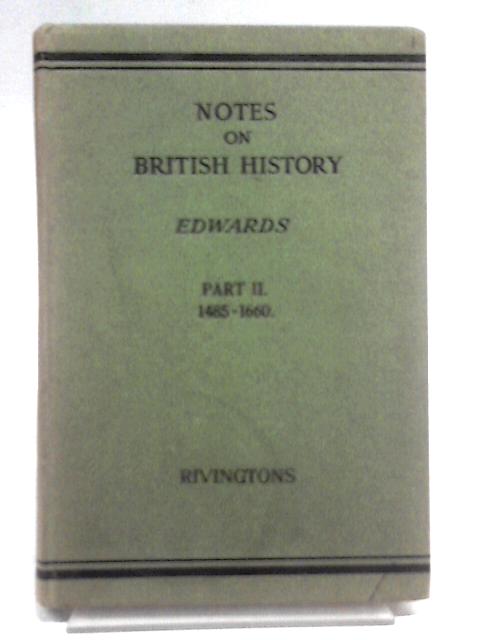 NOTES
ON
BRITISH HISTORY
EDWARDS
PART II.
1485-1660.
RIVINGTONS